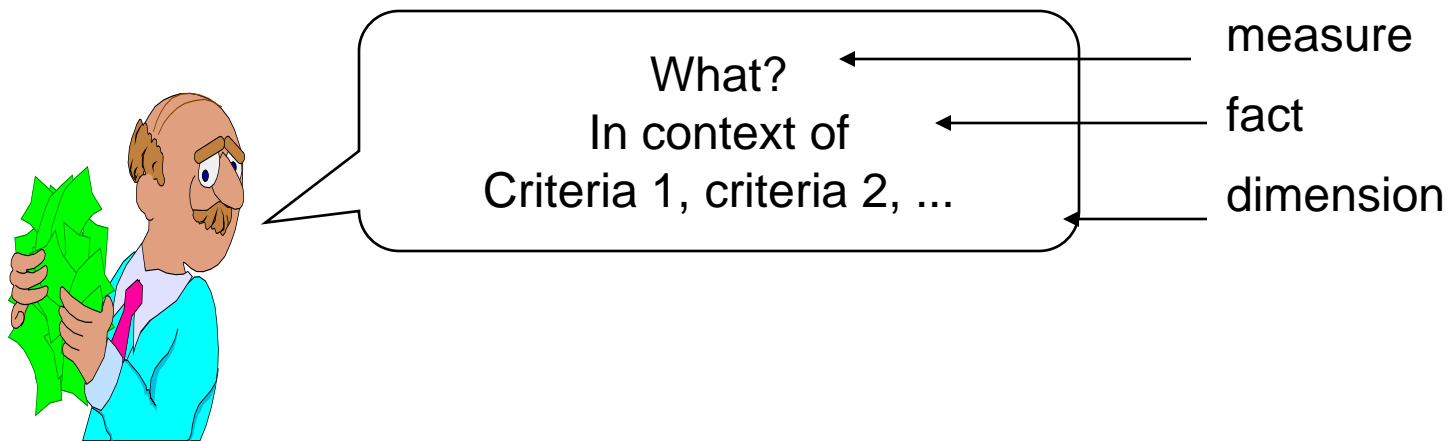 What?
In context of
Criteria 1, criteria 2, ...
measure
fact
dimension